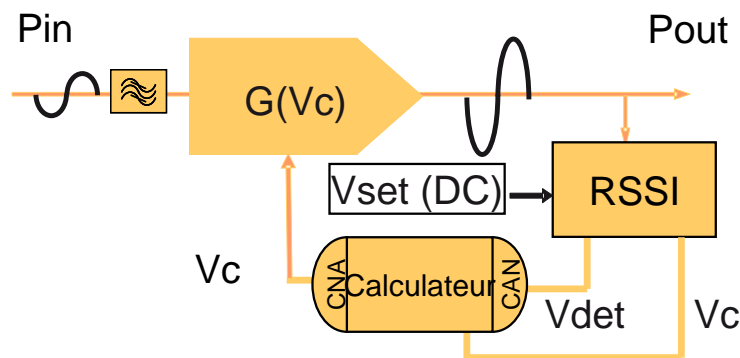 Pin
Pout
G(Vc)
Vset (DC)
RSSI
Vc
CNA
Calculateur
CAN
Vdet
Vc